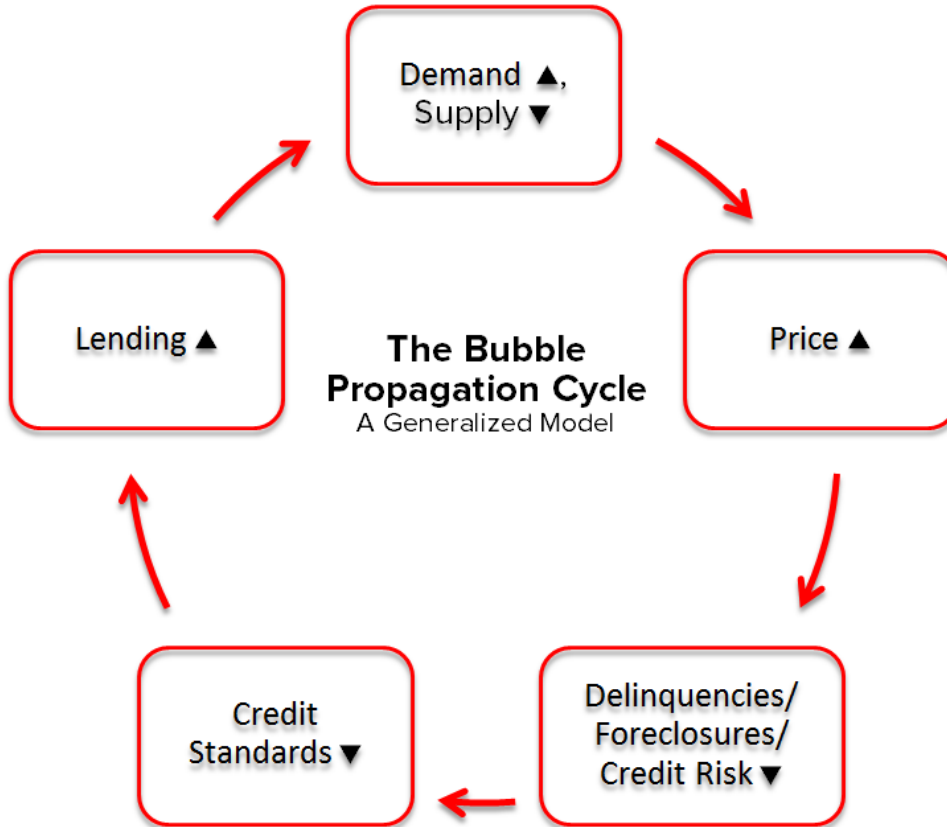 Demand ▲,
Supply ▼
Price ▲
Delinquencies/
Foreclosures/
Credit Risk ▼
Credit
Standards ▼
Lending ▲
The Bubble
Propagation Cycle
A Generalized Model